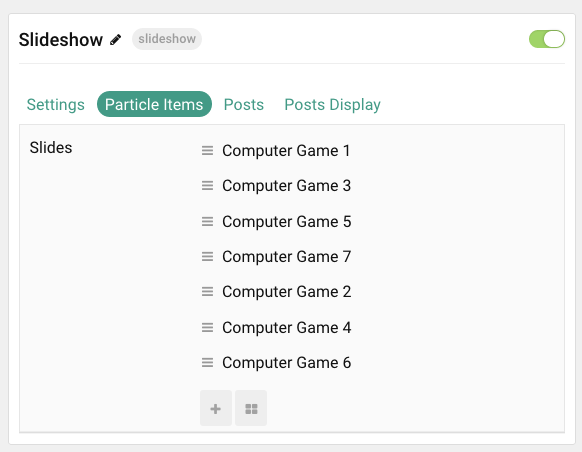 Slideshow slideshow
Settings Particle Items Posts Posts Display
Slides
Computer Game 1
Computer Game 3
Computer Game 5
Computer Game 7
Computer Game 2
Computer Game 4
Computer Game 6